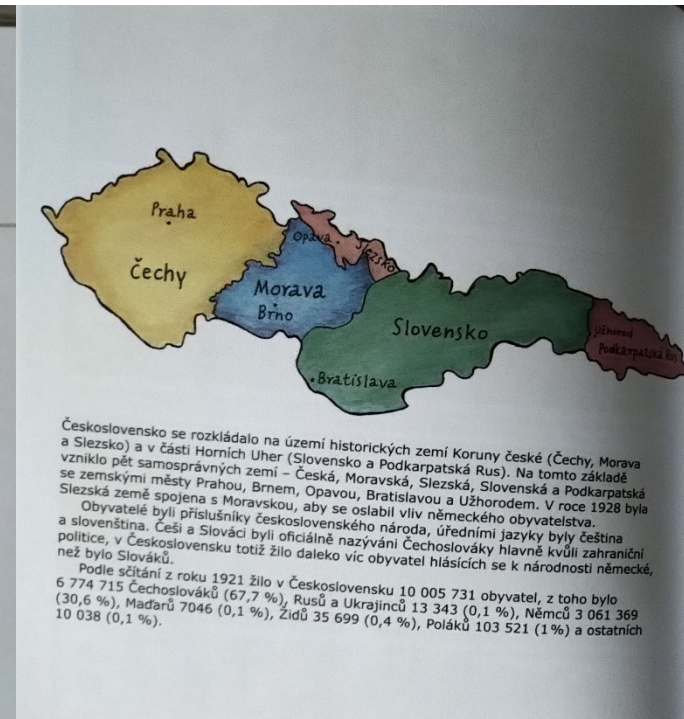 Praha
Čechy
Opava
Slezsko
Morava
Brno
Slovensko
Bratislava
Užhorod
Podkarpatská Rus
Československo se rozkládalo na území historických zemí Koruny české (Čechy, Morava
a Slezsko) a v části Horních Uher (Slovensko a Podkarpatská Rus). Na tomto základě
vzniklo pět samosprávných zemí – Česká, Moravská, Slezská, Slovenská a Podkarpatská
se zemskými městy Prahou, Brnem, Opavou, Bratislavou a Užhorodem. V roce 1928 byla
Slezská země spojena s Moravskou, aby se oslabil vliv německého obyvatelstva.
Obyvatelé byli příslušníky československého národa, úředními jazyky byly čeština
a slovenština. Češi a Slováci byli oficiálně nazýváni Čechoslováky hlavně kvůli zahraniční
politice, v Československu totiž žilo daleko víc obyvatel hlásících se k národnosti německé,
než bylo Slováků.
Podle sčítání z roku 1921 žilo v Československu 10 005 731 obyvatel, z toho bylo
6 774 715 Čechoslováků (67,7 %), Rusů a Ukrajinců 13 343 (0,1 %), Němců 3 061 369
(30,6 %), Maďarů 7046 (0,1 %), Židů 35 699 (0,4 %), Poláků 103 521 (1%) a ostatních
10 038 (0,1 %).